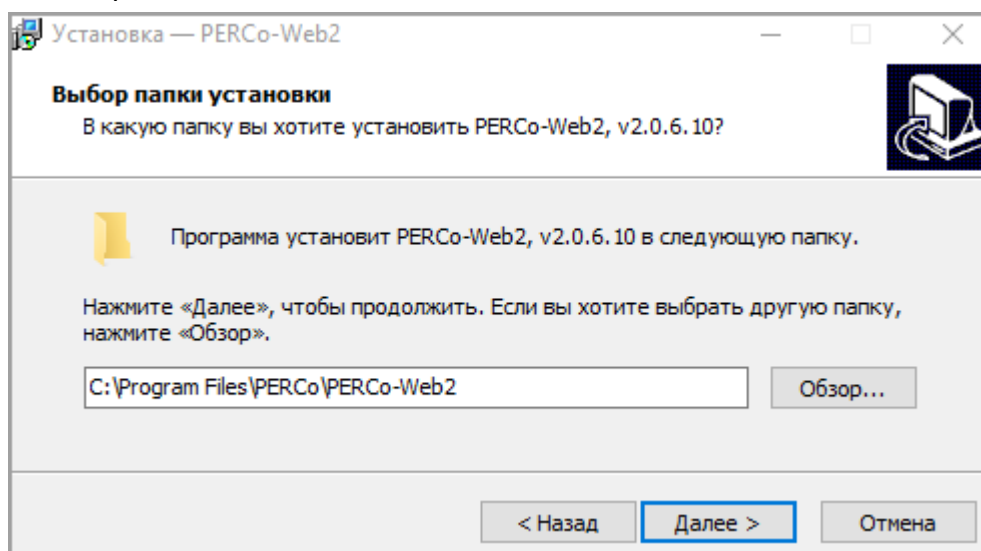 Установка — PERCo-Web2
Выбор папки установки
В какую папку вы хотите установить PERCo-Web2, v2.0.6.10?
Программа установит PERCo-Web2, v2.0.6.10 в следующую папку.
Нажмите «Далее», чтобы продолжить. Если вы хотите выбрать другую папку,
нажмите «Обзор».
C:\Program Files\PERCo\PERCo-Web2
Обзор...
< Назад
Далее >
Отмена